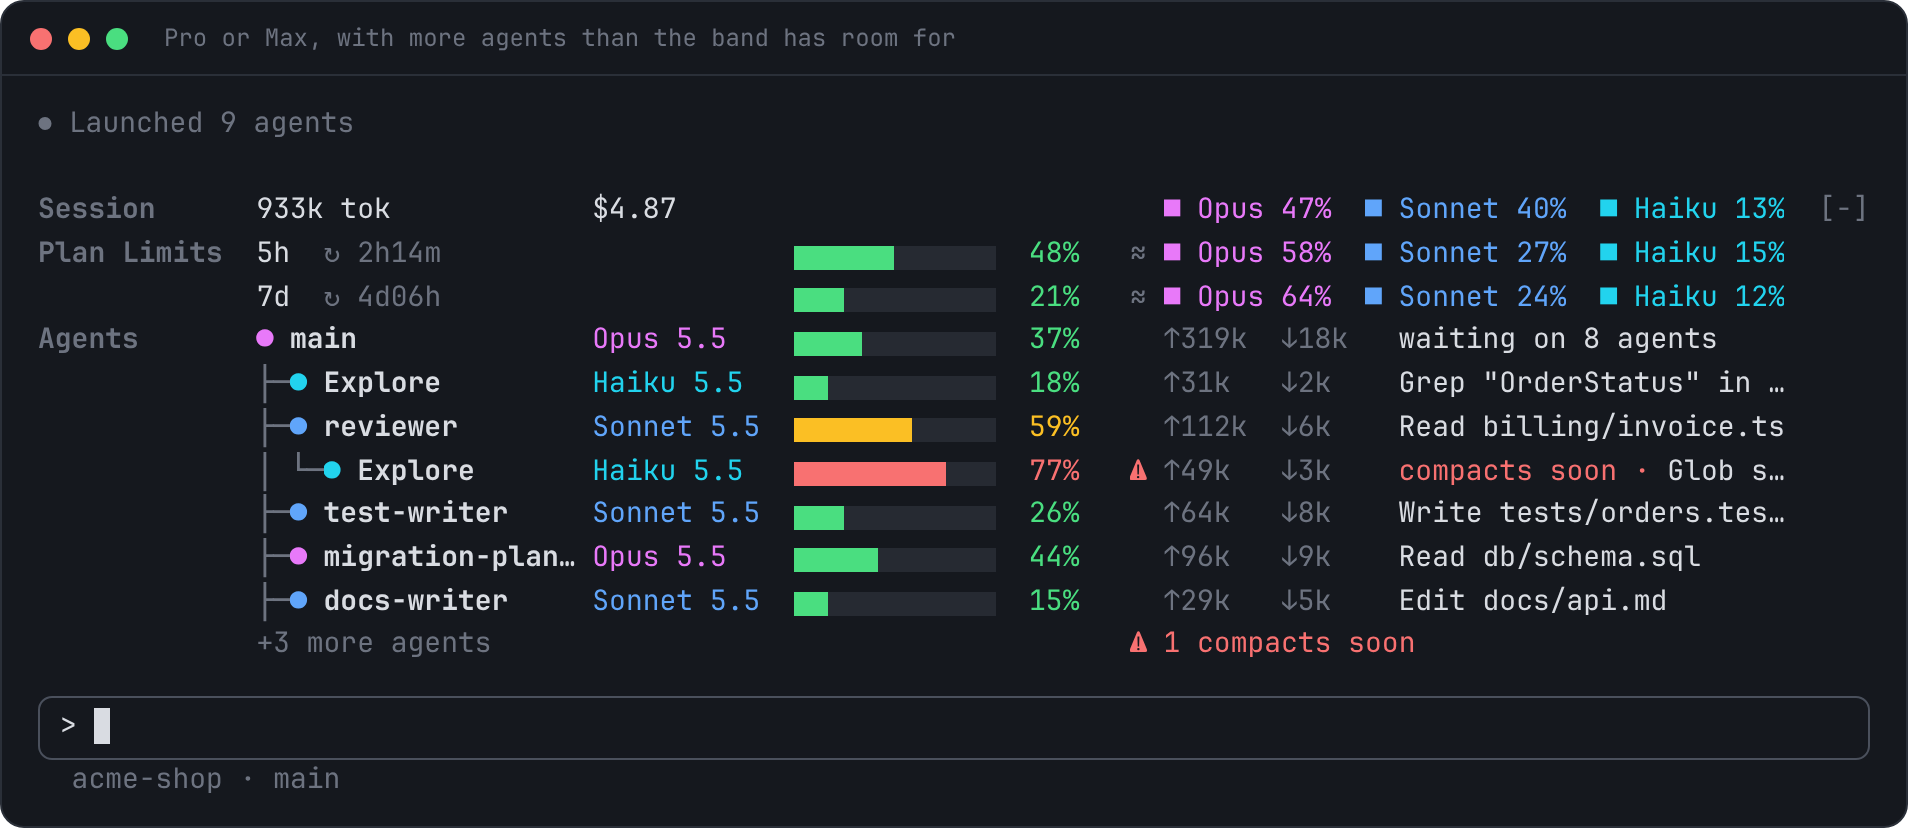 Pro or Max, with more agents than the band has room for
● Launched 9 agents
Session 933k tok $4.87 ■ Opus 47% ■ Sonnet 40% ■ Haiku 13% [-]
Plan Limits 5h ↻ 2h14m 48% ≈ ■ Opus 58% ■ Sonnet 27% ■ Haiku 15%
7d ↻ 4d06h 21% ≈ ■ Opus 64% ■ Sonnet 24% ■ Haiku 12%
Agents ● main Opus 5.5 37% ↑319k ↓18k waiting on 8 agents
├─● Explore Haiku 5.5 18% ↑31k ↓2k Grep "OrderStatus" in …
├─● reviewer Sonnet 5.5 59% ↑112k ↓6k Read billing/invoice.ts
│ └─● Explore Haiku 5.5 77% ⚠ ↑49k ↓3k compacts soon · Glob s…
├─● test-writer Sonnet 5.5 26% ↑64k ↓8k Write tests/orders.tes…
├─● migration-plan… Opus 5.5 44% ↑96k ↓9k Read db/schema.sql
├─● docs-writer Sonnet 5.5 15% ↑29k ↓5k Edit docs/api.md
+3 more agents ⚠ 1 compacts soon
>
acme-shop · main